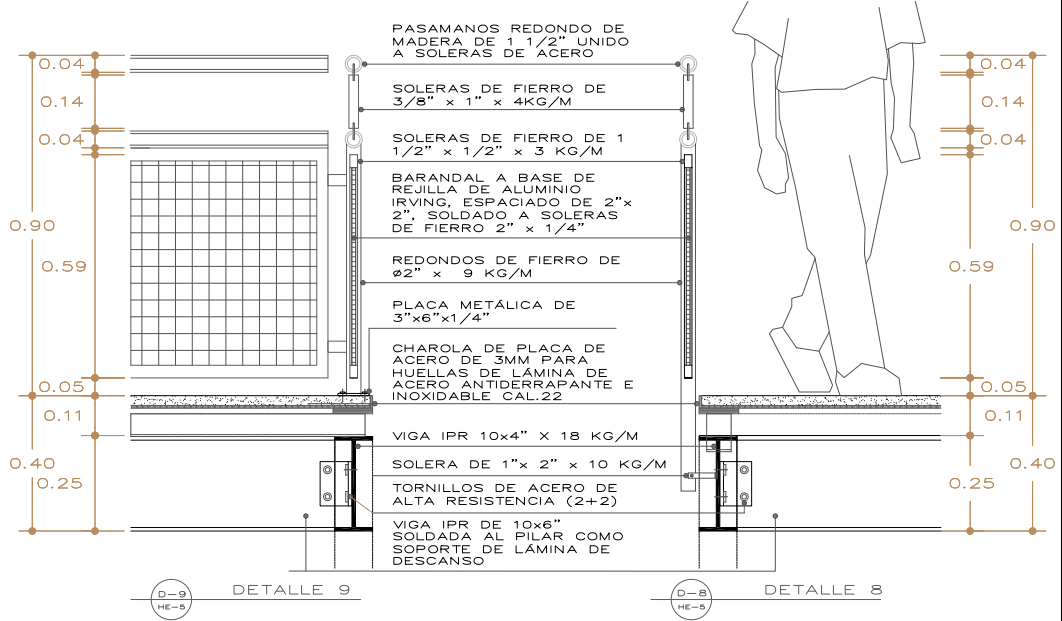 PASAMANOS REDONDO DE
MADERA DE 1 1/2" UNIDO
A SOLERAS DE ACERO
SOLERAS DE FIERRO DE
3/8" x 1" x 4KG/M
SOLERAS DE FIERRO DE 1
1/2" x 1/2" x 3 KG/M
BARANDAL A BASE DE
REJILLA DE ALUMINIO
IRVING, ESPACIADO DE 2"x
2", SOLDADO A SOLERAS
DE FIERRO 2" x 1/4"
REDONDOS DE FIERRO DE
ø2" x 9 KG/M
PLACA METÁLICA DE
3"x6"x1/4"
CHAROLA DE PLACA DE
ACERO DE 3MM PARA
HUELLAS DE LÁMINA DE
ACERO ANTIDERRAPANTE E
INOXIDABLE CAL.22
VIGA IPR 10x4" X 18 KG/M
SOLERA DE 1"x 2" x 10 KG/M
TORNILLOS DE ACERO DE
ALTA RESISTENCIA (2+2)
VIGA IPR DE 10x6"
SOLDADA AL PILAR COMO
SOPORTE DE LÁMINA DE
DESCANSO
0.04
0.14
0.04
0.90
0.59
0.05
0.11
0.40
0.25
0.04
0.14
0.04
0.90
0.59
0.05
0.11
0.40
0.25
D-9
HE-5
DETALLE 9
D-8
HE-5
DETALLE 8